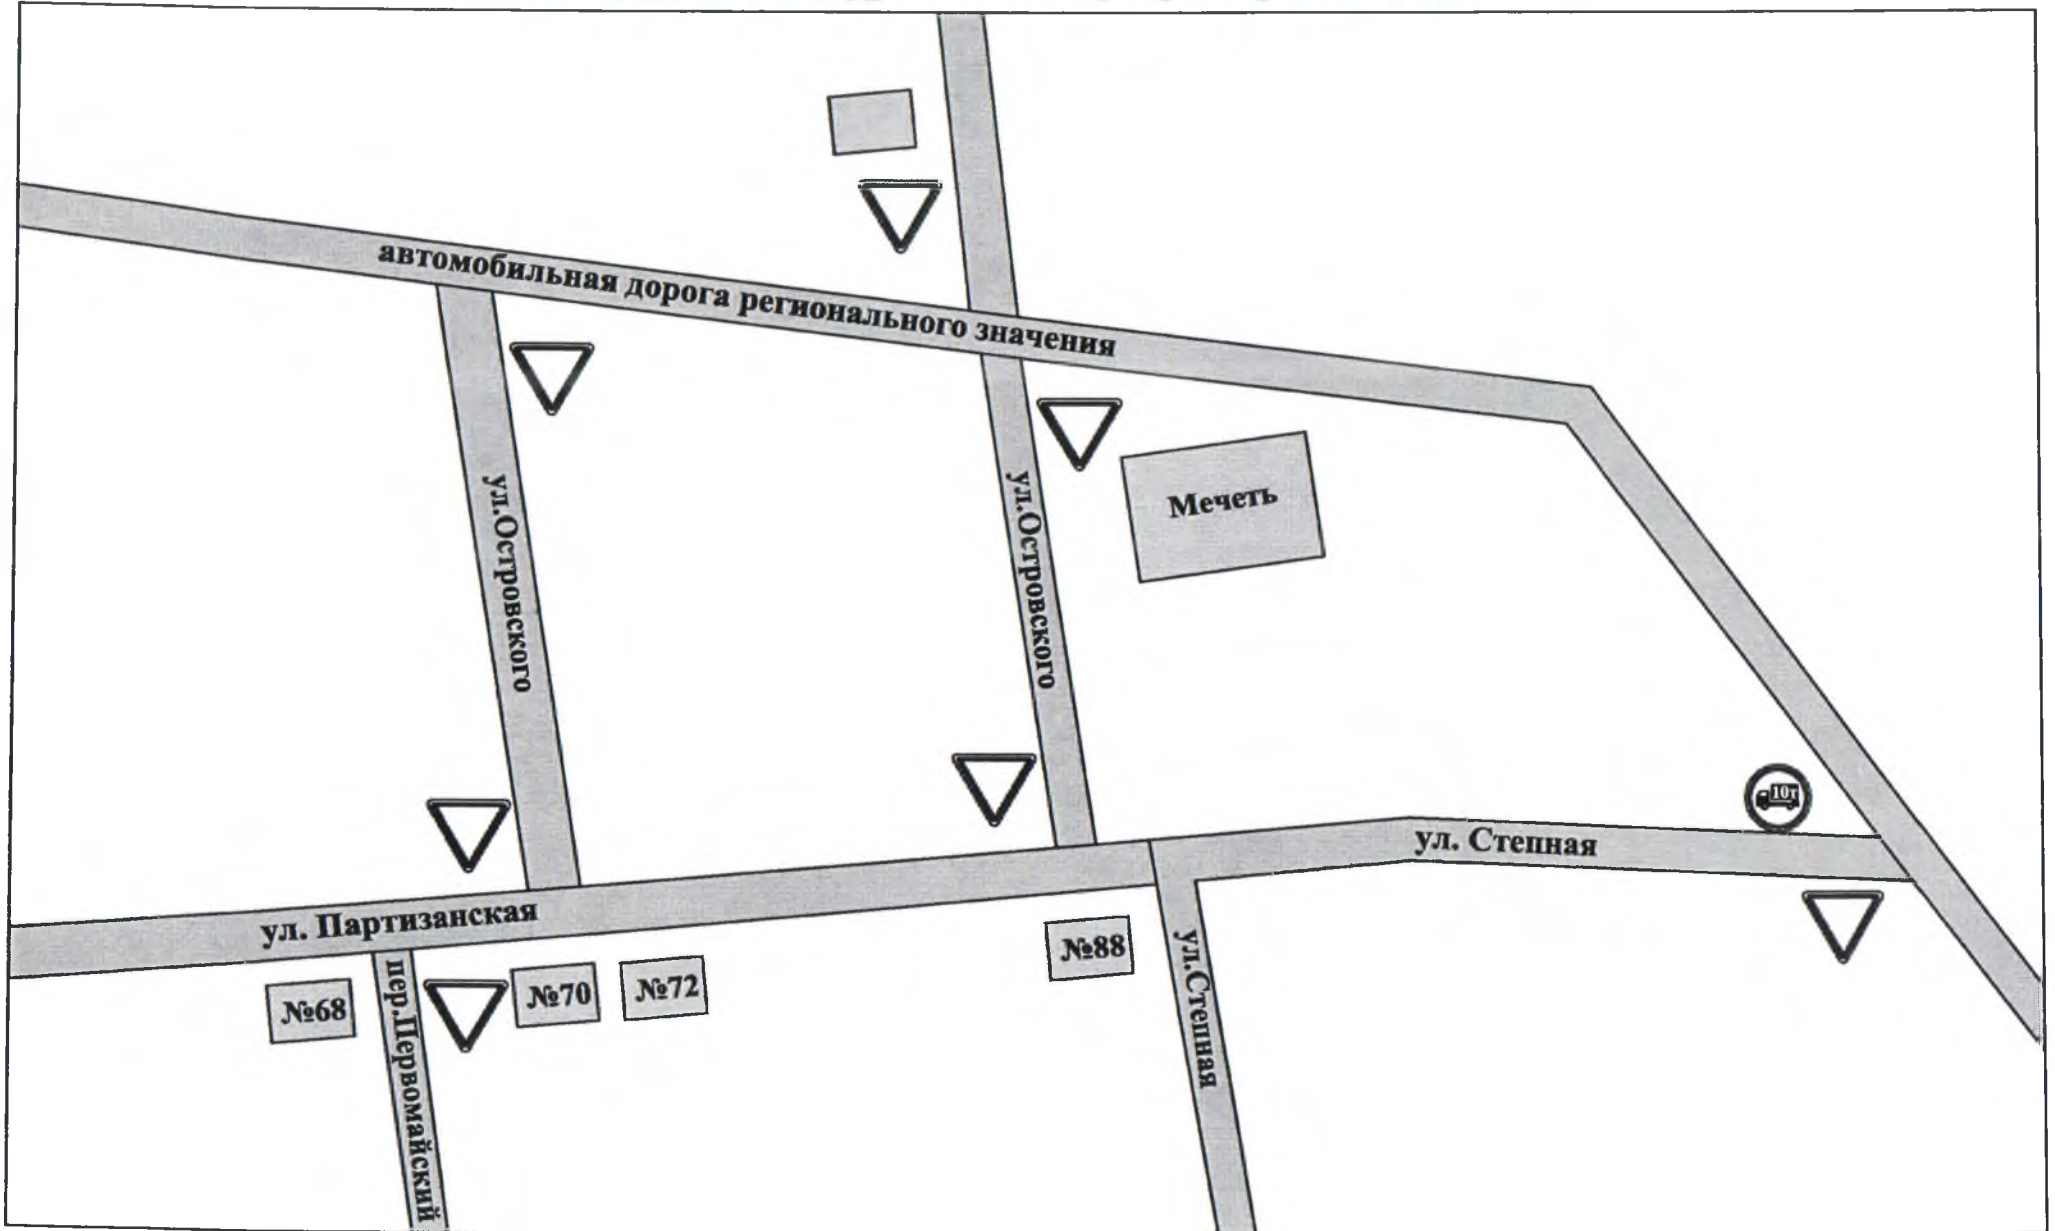 автомобильная дорога регионального значения
ул.Островского
ул.Островского
Мечеть
10т
ул. Степная
ул. Партизанская
№68
пер.Первомайский
№70
№72
№88
ул.Степная